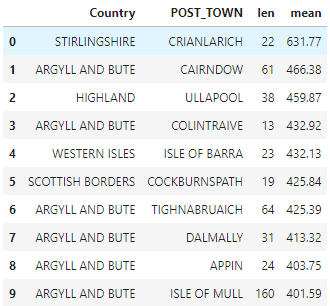 Country POST_TOWN len mean
0 STIRLINGSHIRE CRIANLARICH 22 631.77
1 ARGYLL AND BUTE CAIRNDOW 61 466.38
2 HIGHLAND ULLAPOOL 38 459.87
3 ARGYLL AND BUTE COLINTRAIVE 13 432.92
4 WESTERN ISLES ISLE OF BARRA 23 432.13
5 SCOTTISH BORDERS COCKBURNSPATH 19 425.84
6 ARGYLL AND BUTE TIGHNABRUAICH 64 425.39
7 ARGYLL AND BUTE DALMALLY 31 413.32
8 ARGYLL AND BUTE APPIN 24 403.75
9 ARGYLL AND BUTE ISLE OF MULL 160 401.59